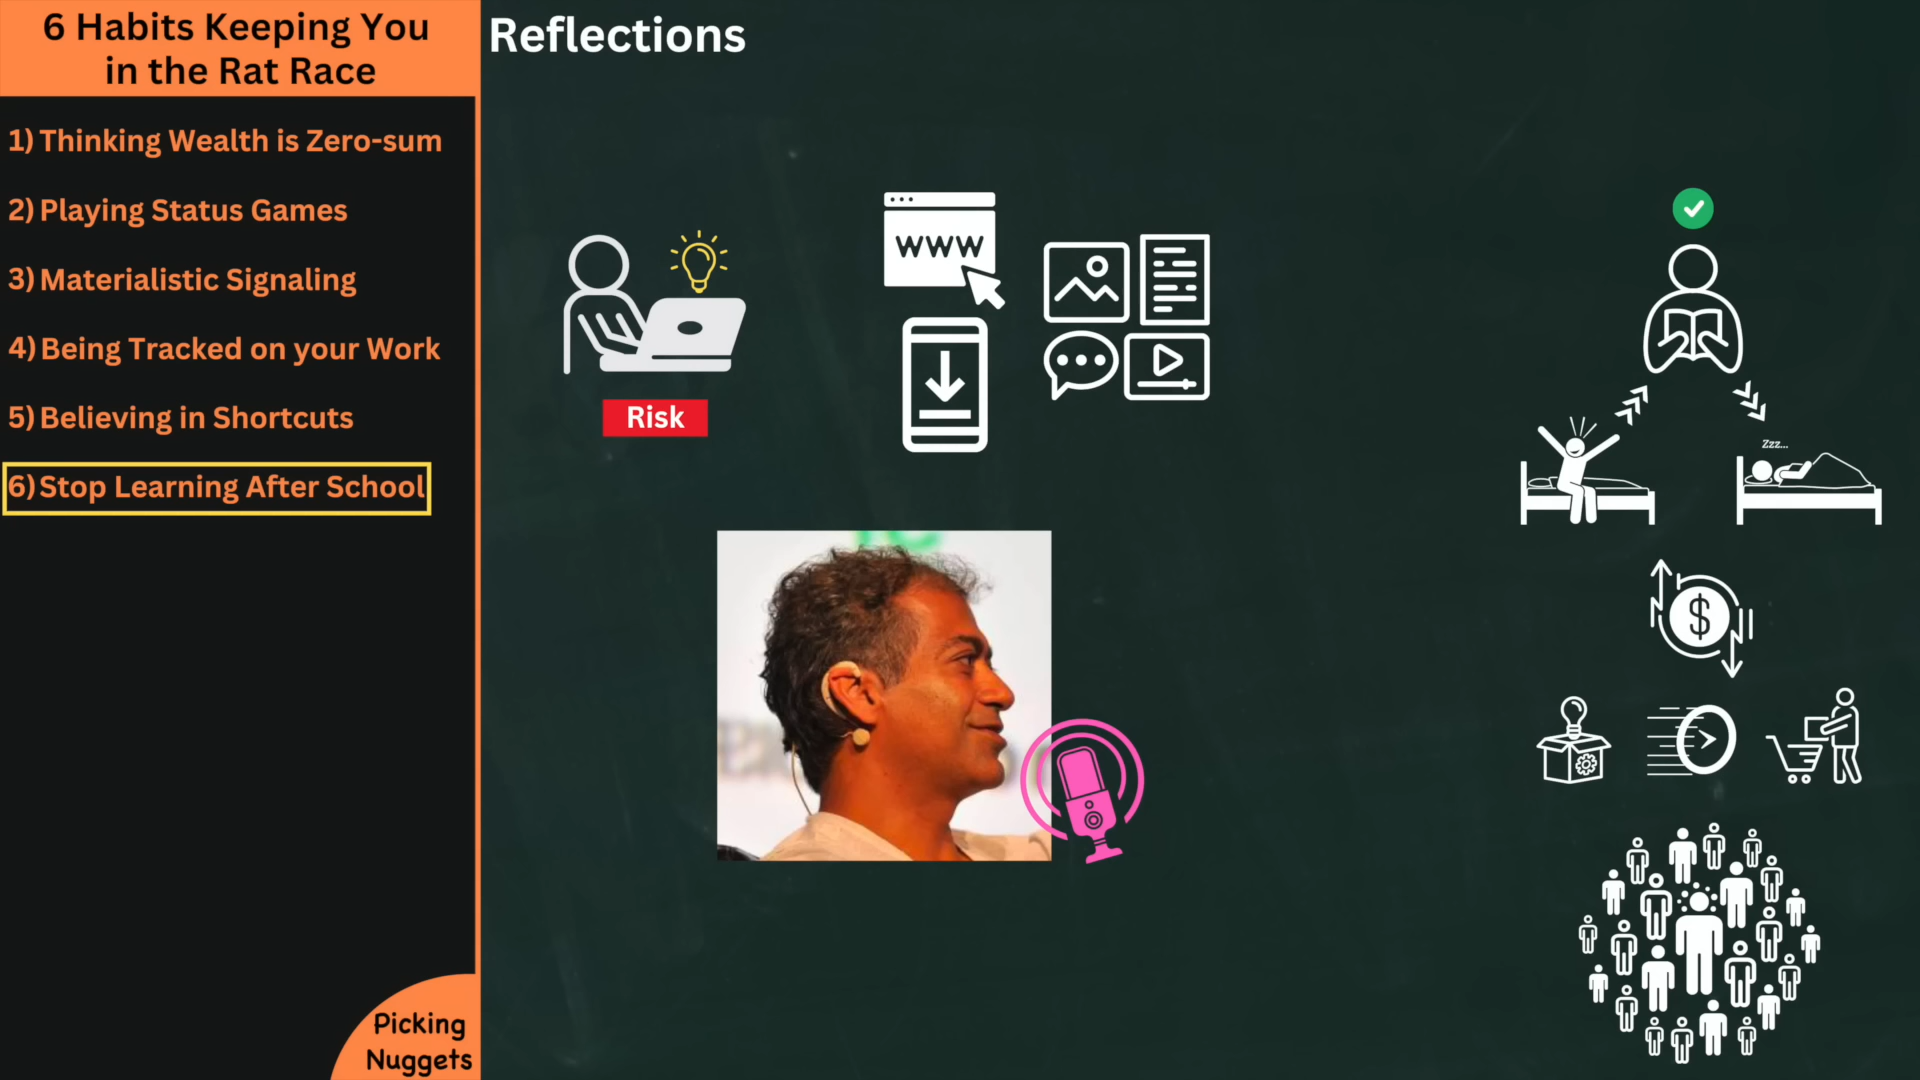 6 Habits Keeping You
in the Rat Race
1) Thinking Wealth is Zero-sum
2) Playing Status Games
3) Materialistic Signaling
4) Being Tracked on your Work
5) Believing in Shortcuts
6) Stop Learning After School
Picking
Nuggets
Reflections
WWW
Risk
Zzz...
$